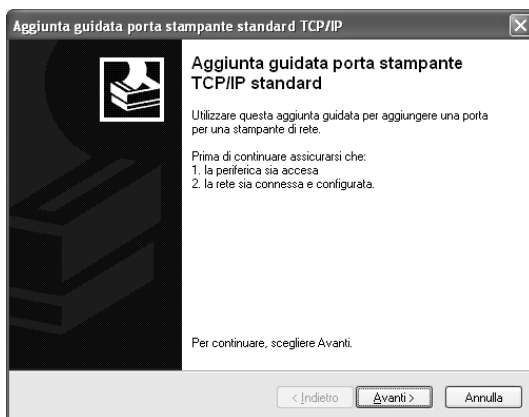 Aggiunta guidata porta stampante standard TCP/IP
Aggiunta guidata porta stampante
TCP/IP standard
Utilizzare questa aggiunta guidata per aggiungere una porta
per una stampante di rete.
Prima di continuare assicurarsi che:
1. la periferica sia accesa
2. la rete sia connessa e configurata.
Per continuare, scegliere Avanti.
< Indietro
Avanti >
Annulla